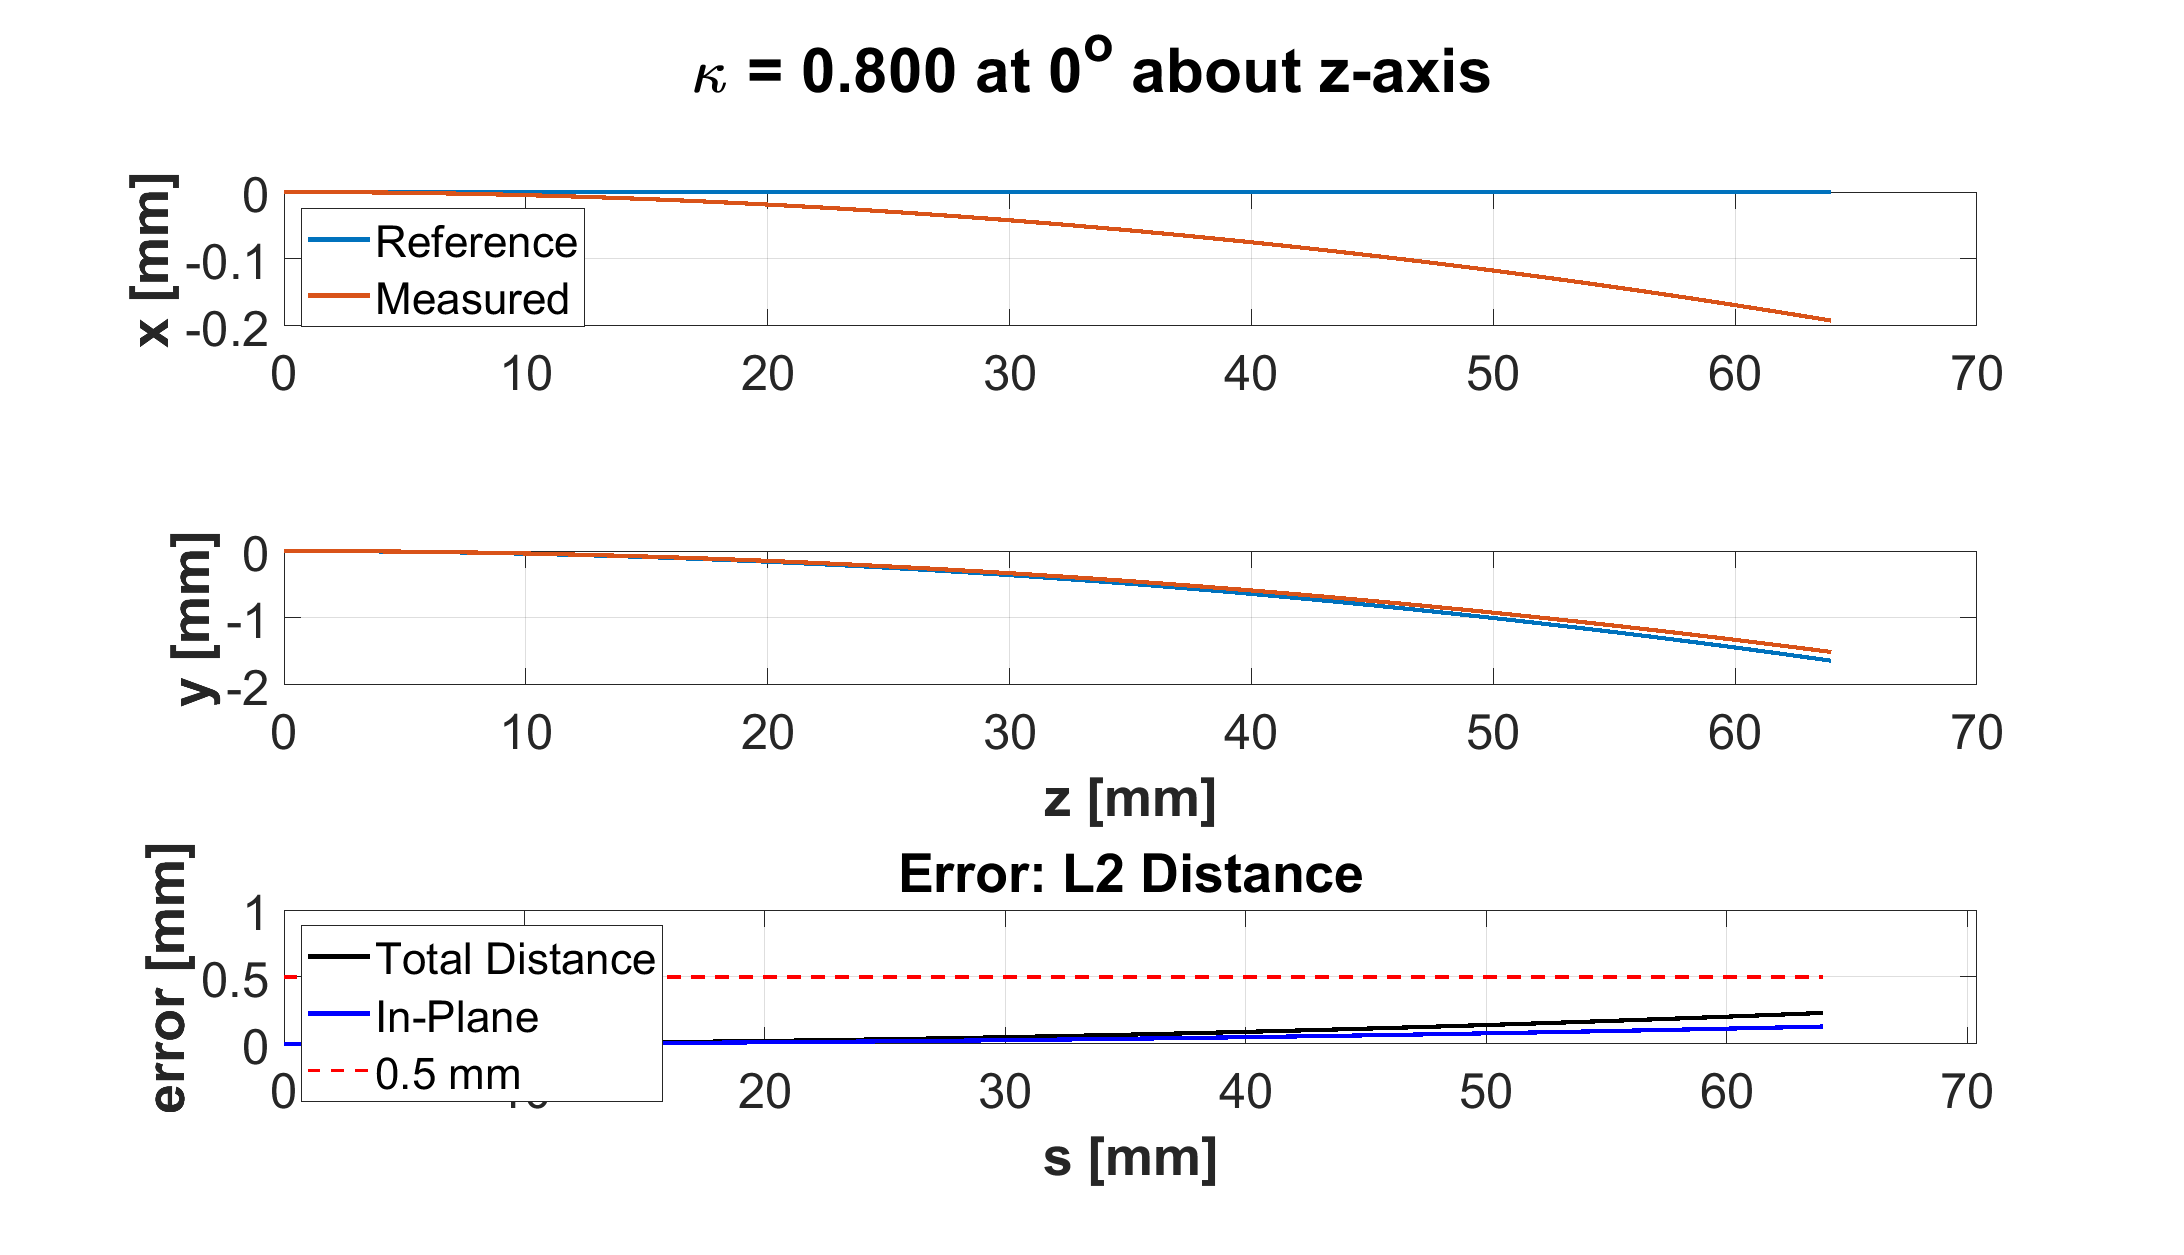 κ = 0.800 at 0° about z-axis
x [mm]
0
-0.1
-0.2
Reference
Measured
0 10 20 30 40 50 60 70
y [mm]
0
-1
-2
0 10 20 30 40 50 60 70
z [mm]
Error: L2 Distance
error [mm]
1
0.5
0
Total Distance
In-Plane
0.5 mm
0 20 30 40 50 60 70
s [mm]